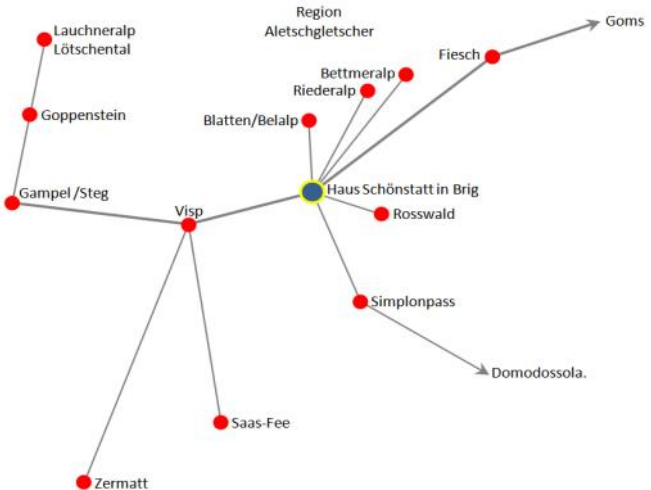 Region
Aletschgletscher
Goms
Lauchneralp
Lötschental
Fiesch
Bettmeralp
Riederalp
Goppenstein
Blatten/Belalp
Gampel /Steg
Haus Schönstatt in Brig
Visp
Rosswald
Simplonpass
Domodossola.
Saas-Fee
Zermatt